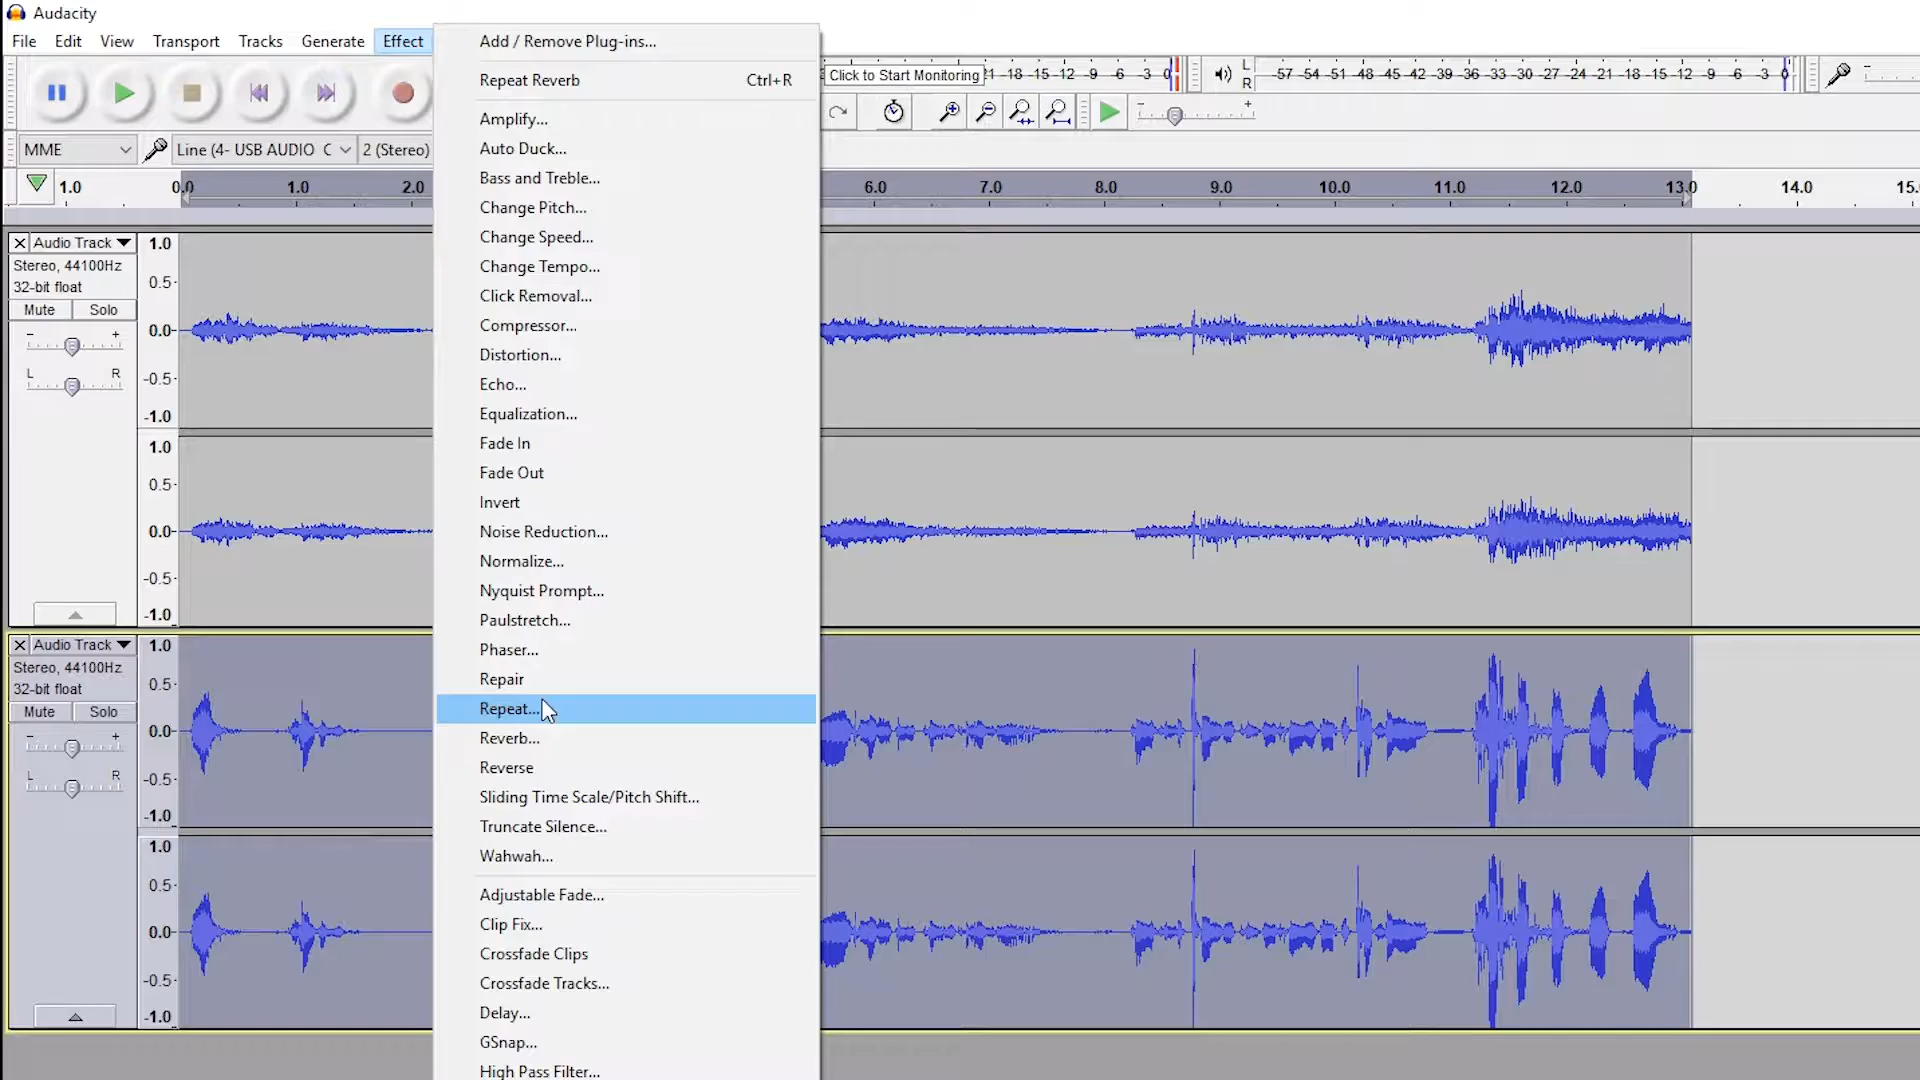 Audacity
File Edit View Transport Tracks Generate Effect
Add / Remove Plug-ins...
Repeat Reverb Ctrl+R
Amplify...
Auto Duck...
Bass and Treble...
Change Pitch...
Change Speed...
Change Tempo...
Click Removal...
Compressor...
Distortion...
Echo...
Equalization...
Fade In
Fade Out
Invert
Noise Reduction...
Normalize...
Nyquist Prompt...
Paulstretch...
Phaser...
Repair
Repeat...
Reverb...
Reverse
Sliding Time Scale/Pitch Shift...
Truncate Silence...
Wahwah...
Adjustable Fade...
Clip Fix...
Crossfade Clips
Crossfade Tracks...
Delay...
GSnap...
High Pass Filter...
Click to Start Monitoring 21 -18 -15 -12 -9 -6 -3 0
L
R
-57 -54 -51 -48 -45 -42 -39 -36 -33 -30 -27 -24 -21 -18 -15 -12 -9 -6 -3 0
- +
MME Line (4- USB AUDIO C 2 (Stereo)
1.0 0.0 1.0 2.0 6.0 7.0 8.0 9.0 10.0 11.0 12.0 13.0 14.0 15.
Audio Track
Stereo, 44100Hz
32-bit float
Mute Solo
- +
L R
1.0
0.5
0.0
-0.5
-1.0
1.0
0.5
0.0
-0.5
-1.0
Audio Track
Stereo, 44100Hz
32-bit float
Mute Solo
- +
L R
1.0
0.5
0.0
-0.5
-1.0
1.0
0.5
0.0
-0.5
-1.0